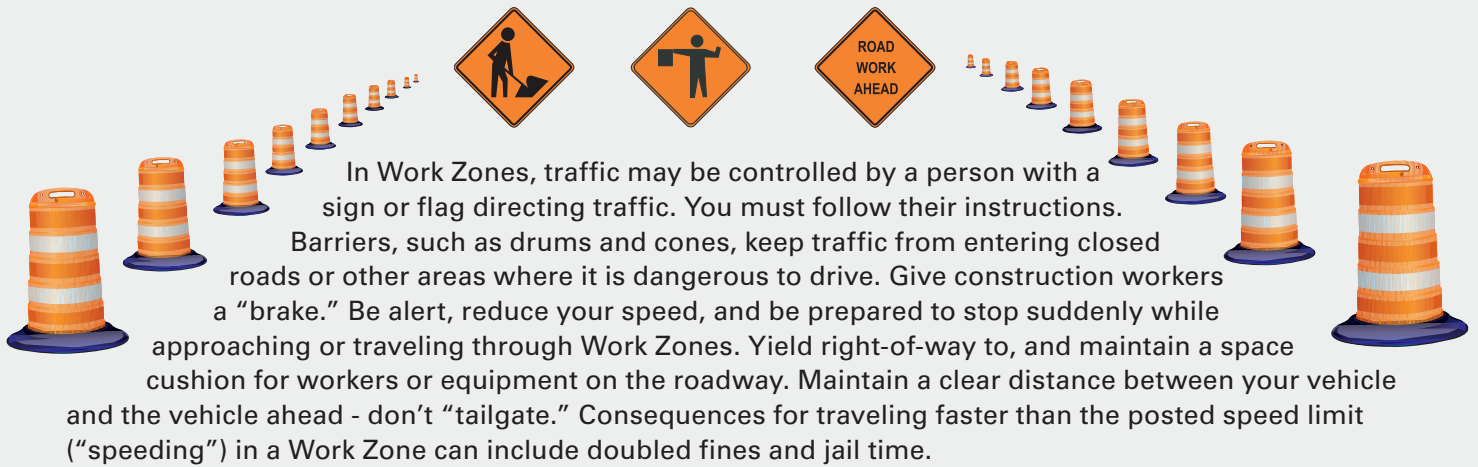 ROAD
WORK
AHEAD
In Work Zones, traffic may be controlled by a person with a
sign or flag directing traffic. You must follow their instructions.
Barriers, such as drums and cones, keep traffic from entering closed
roads or other areas where it is dangerous to drive. Give construction workers
a “brake.” Be alert, reduce your speed, and be prepared to stop suddenly while
approaching or traveling through Work Zones. Yield right-of-way to, and maintain a space
cushion for workers or equipment on the roadway. Maintain a clear distance between your vehicle
and the vehicle ahead - don’t “tailgate.” Consequences for traveling faster than the posted speed limit
(“speeding”) in a Work Zone can include doubled fines and jail time.